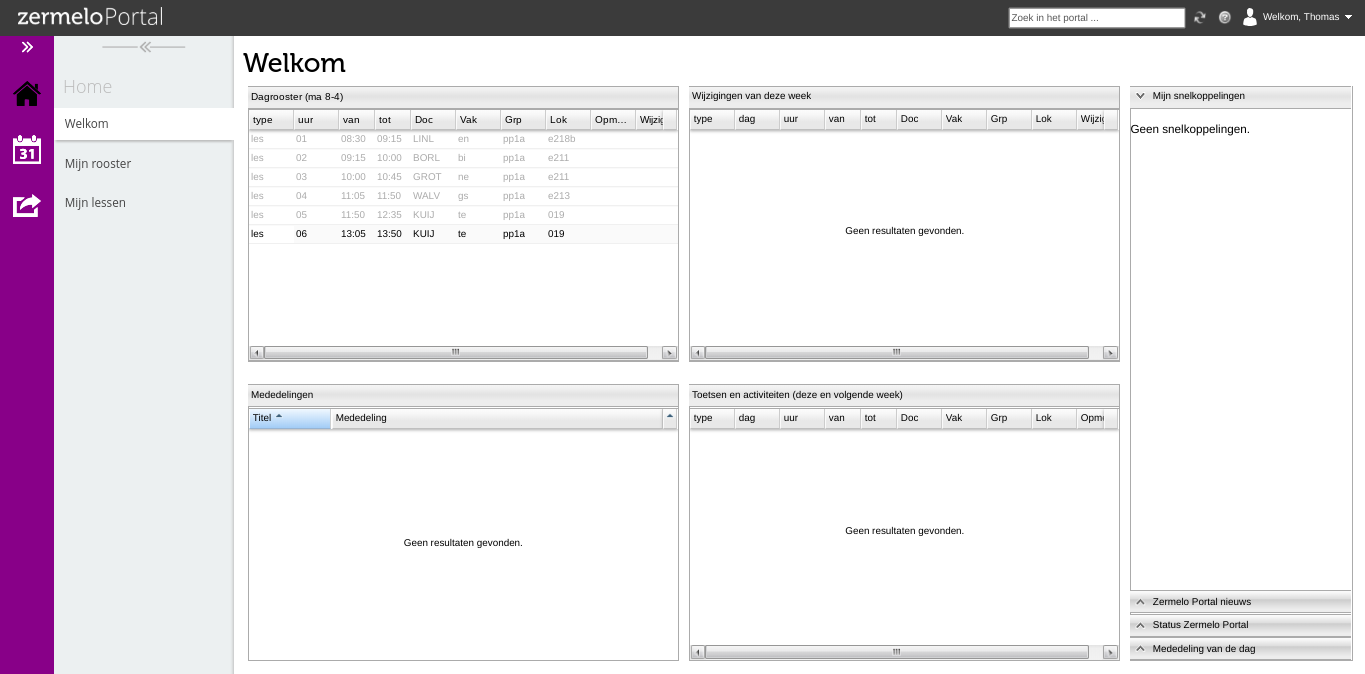 zermeloPortal
Zoek in het portal ...
Welkom, Thomas
31
Home
Welkom
Mijn rooster
Mijn lessen
Welkom
Dagrooster (ma 8-4)
type uur van tot Doc Vak Grp Lok Opm... Wijzig
les 01 08:30 09:15 LINL en pp1a e218b
les 02 09:15 10:00 BORL bi pp1a e211
les 03 10:00 10:45 GROT ne pp1a e211
les 04 11:05 11:50 WALV gs pp1a e213
les 05 11:50 12:35 KUIJ te pp1a 019
les 06 13:05 13:50 KUIJ te pp1a 019
Wijzigingen van deze week
type dag uur van tot Doc Vak Grp Lok Wijzig
Geen resultaten gevonden.
Mijn snelkoppelingen
Geen snelkoppelingen.
Mededelingen
Titel Mededeling
Geen resultaten gevonden.
Toetsen en activiteiten (deze en volgende week)
type dag uur van tot Doc Vak Grp Lok Opm
Geen resultaten gevonden.
Zermelo Portal nieuws
Status Zermelo Portal
Mededeling van de dag